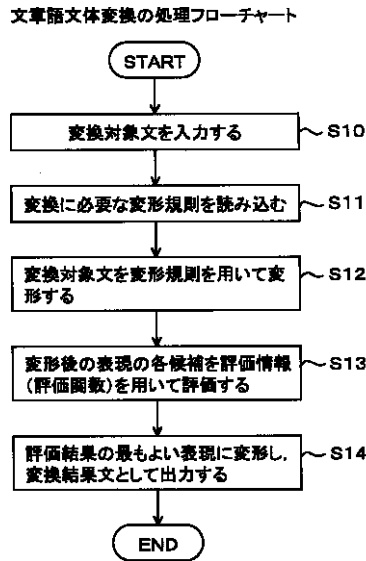 文章語文体変換の処理フローチャート
START
変換対象文を入力する
S10
変換に必要な変形規則を読み込む
S11
変換対象文を変形規則を用いて変
形する
S12
変形後の表現の各候補を評価情報
(評価関数)を用いて評価する
S13
評価結果の最もよい表現に変形し,
変換結果文として出力する
S14
END